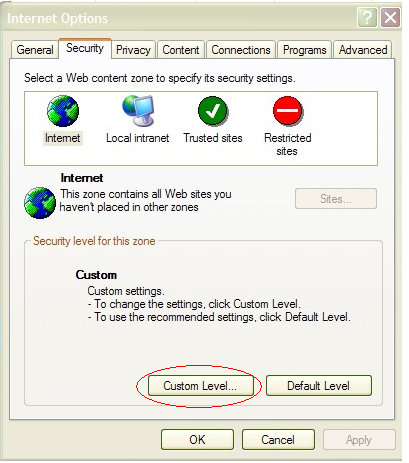 Internet Options
General Security Privacy Content Connections Programs Advanced
Select a Web content zone to specify its security settings.
Internet Local intranet Trusted sites Restricted
sites
Internet
This zone contains all Web sites you
haven't placed in other zones
Sites...
Security level for this zone
Custom
Custom settings.
- To change the settings, click Custom Level.
- To use the recommended settings, click Default Level.
Custom Level... Default Level
OK Cancel Apply